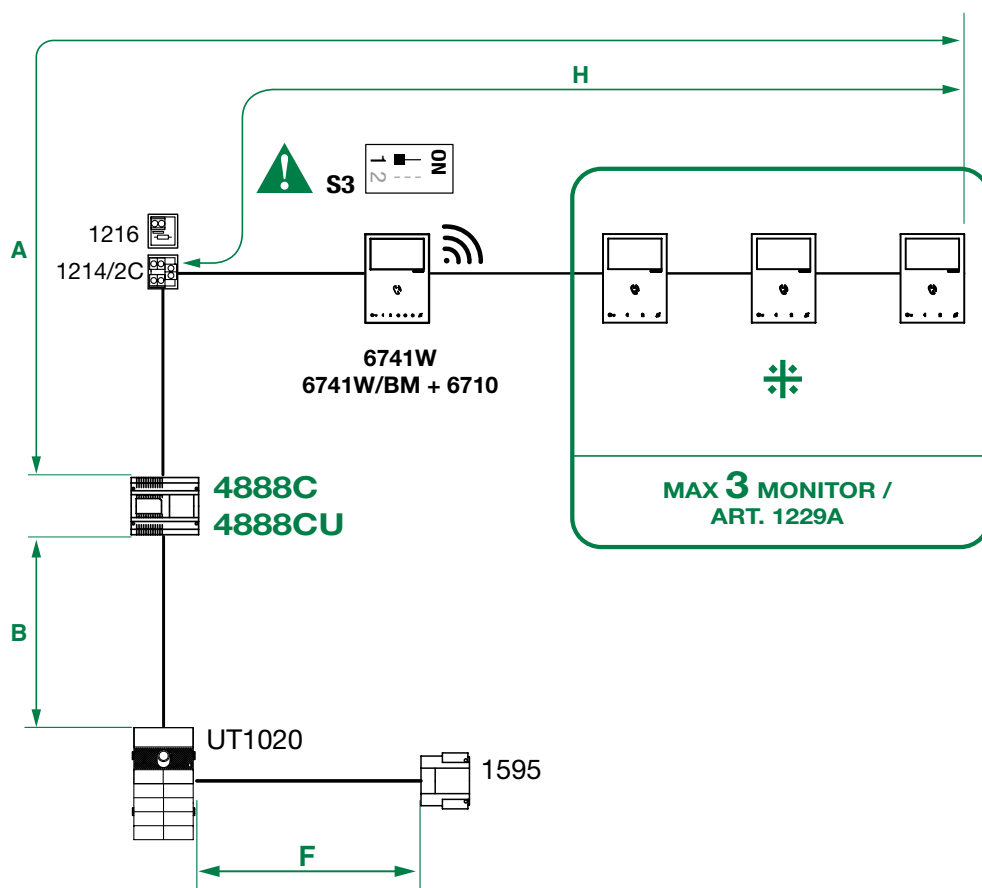 H
ON
1
2
S3
A
1216
1214/2C
6741W
6741W/BM + 6710
4888C
4888CU
MAX 3 MONITOR /
ART. 1229A
B
UT1020
1595
F